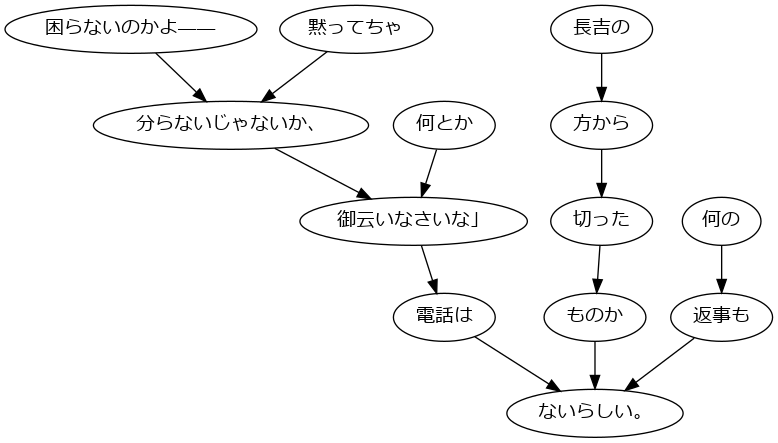 困らないのかよ―― 黙ってちゃ 長吉の
分らないじゃないか、 何とか 方から
御云いなさいな」 切った 何の
電話は ものか 返事も
ないらしい。